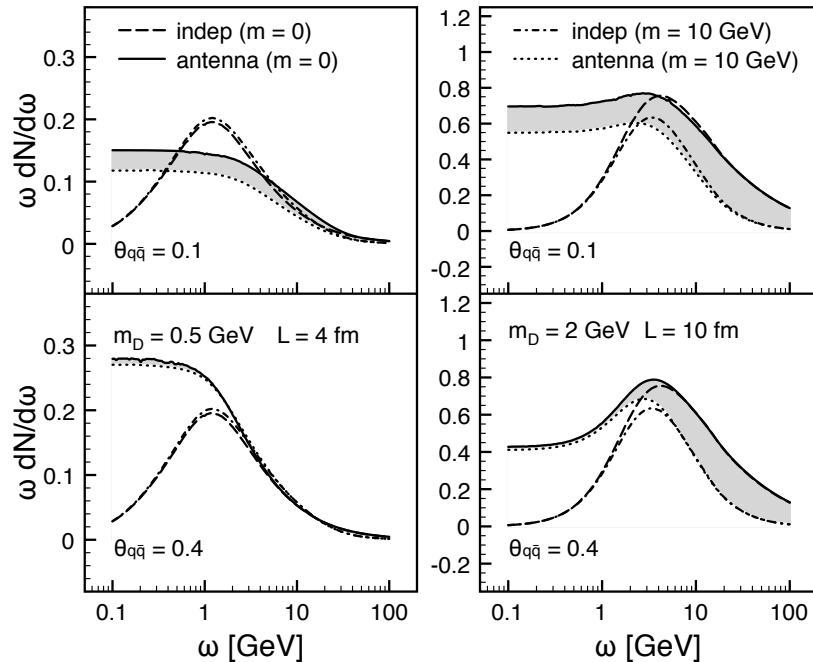 0.3
0.2
0.1
0
ω dN/dω
indep (m = 0)
antenna (m = 0)
θqq̄ = 0.1
1.2
1
0.8
0.6
0.4
0.2
0
-0.2
ω dN/dω
indep (m = 10 GeV)
antenna (m = 10 GeV)
θqq̄ = 0.1
0.3
0.2
0.1
0
ω dN/dω
m_D = 0.5 GeV L = 4 fm
θqq̄ = 0.4
0.1 1 10 100
ω [GeV]
1.2
1
0.8
0.6
0.4
0.2
0
-0.2
ω dN/dω
m_D = 2 GeV L = 10 fm
θqq̄ = 0.4
0.1 1 10 100
ω [GeV]